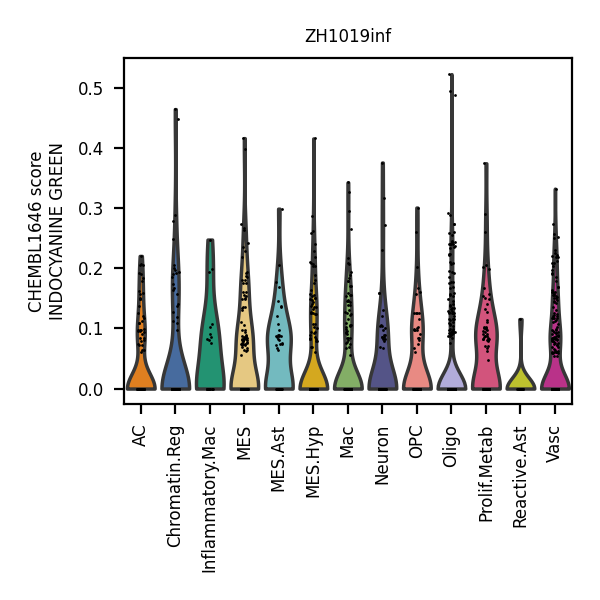 ZH1019inf
CHEMBL1646 score
INDOCYANINE GREEN
0.5
0.4
0.3
0.2
0.1
0.0
AC
Chromatin.Reg
Inflammatory.Mac
MES
MES.Ast
MES.Hyp
Mac
Neuron
OPC
Oligo
Prolif.Metab
Reactive.Ast
Vasc